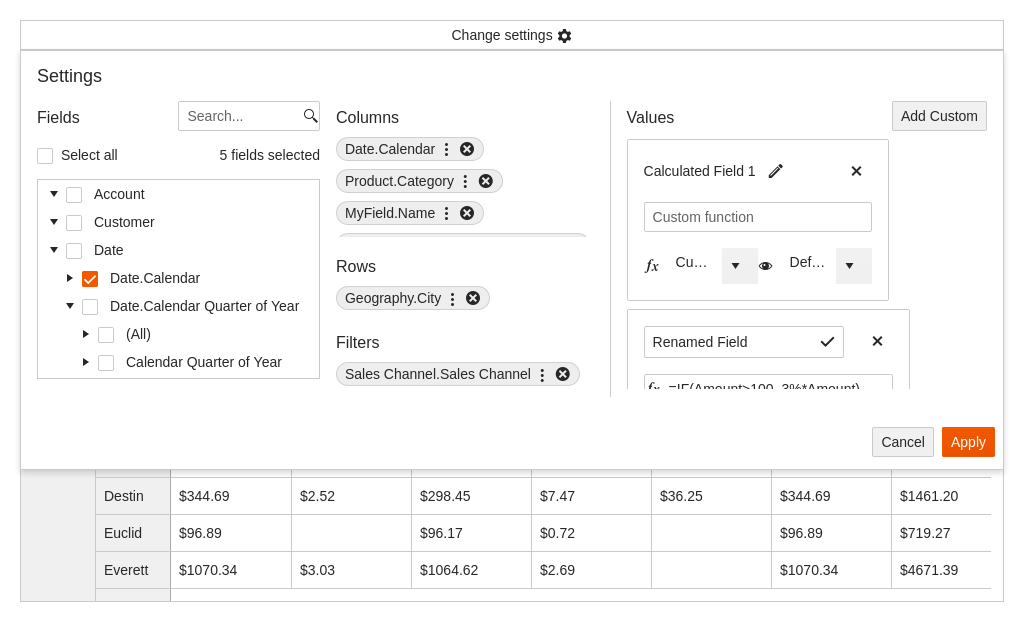 Change settings
Settings
Fields
Search...
Select all
5 fields selected
Account
Customer
Date
Date.Calendar
Date.Calendar Quarter of Year
(All)
Calendar Quarter of Year
Columns
Date.Calendar
Product.Category
MyField.Name
Rows
Geography.City
Filters
Sales Channel.Sales Channel
Values
Add Custom
Calculated Field 1
Custom function
fx Cu… Def…
Renamed Field
fx =IF(Amount>100, 3%*Amount)
Cancel Apply
Destin $344.69 $2.52 $298.45 $7.47 $36.25 $344.69 $1461.20
Euclid $96.89 $96.17 $0.72 $96.89 $719.27
Everett $1070.34 $3.03 $1064.62 $2.69 $1070.34 $4671.39